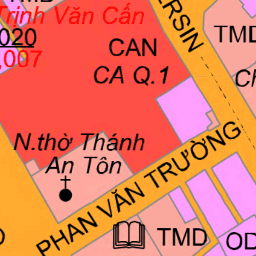 Trịnh Văn Cấn
020
,007
CAN
CA Q.1
ERSIN
TMD
Ch
N.thờ Thánh
An Tôn
PHAN VĂN TRƯỜNG
TMD
OD